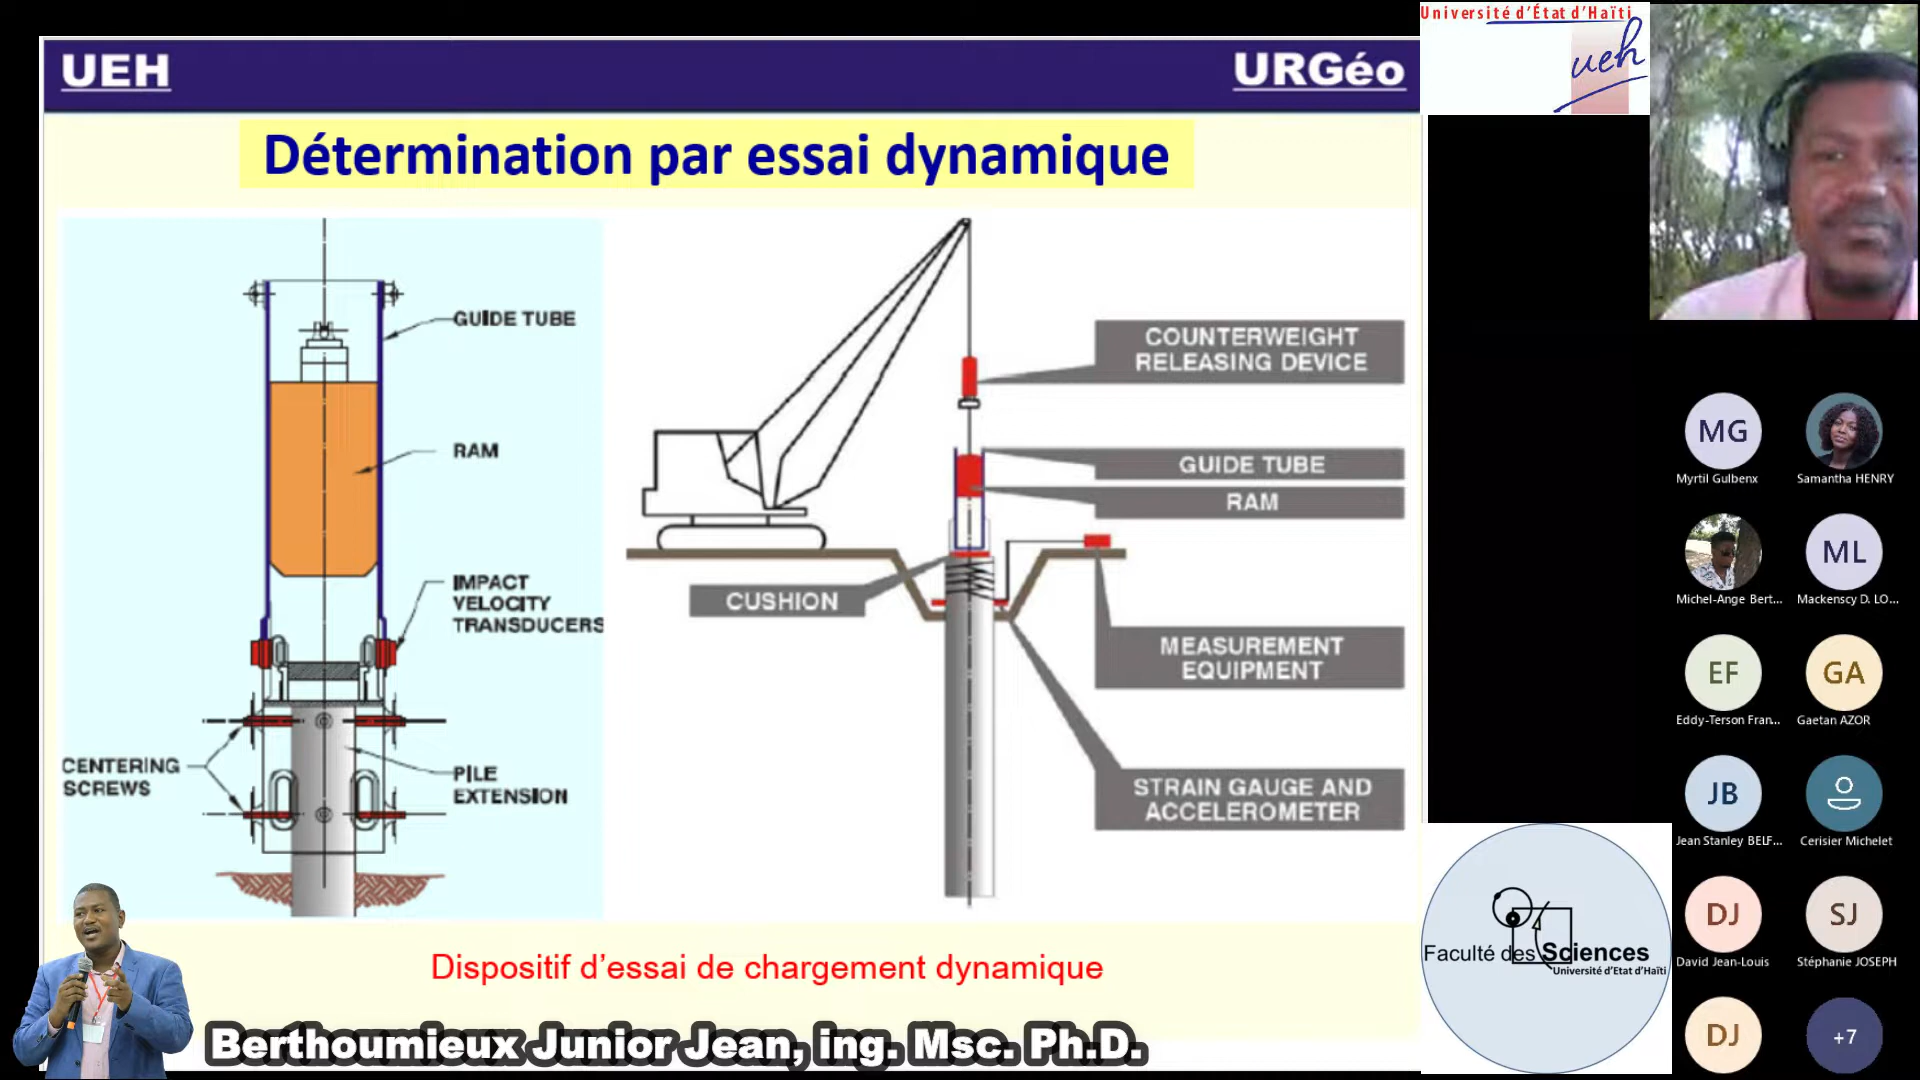 UEH
URGéo
Détermination par essai dynamique
GUIDE TUBE
RAM
IMPACT
VELOCITY
TRANSDUCERS
CENTERING
SCREWS
PILE
EXTENSION
COUNTERWEIGHT
RELEASING DEVICE
GUIDE TUBE
RAM
CUSHION
MEASUREMENT
EQUIPMENT
STRAIN GAUGE AND
ACCELEROMETER
Dispositif d’essai de chargement dynamique
Berthoumieux Junior Jean, ing. Msc. Ph.D.
Université d’État d’Haïti
ueh
MG
Myrtil Gulbenx
Samantha HENRY
Michel-Ange Bert...
ML
Mackenscy D. LO...
EF
Eddy-Terson Fran...
GA
Gaetan AZOR
JB
Jean Stanley BELF...
Cerisier Michelet
DJ
David Jean-Louis
SJ
Stéphanie JOSEPH
DJ
+7
Faculté des Sciences
Université d’Etat d’Haïti